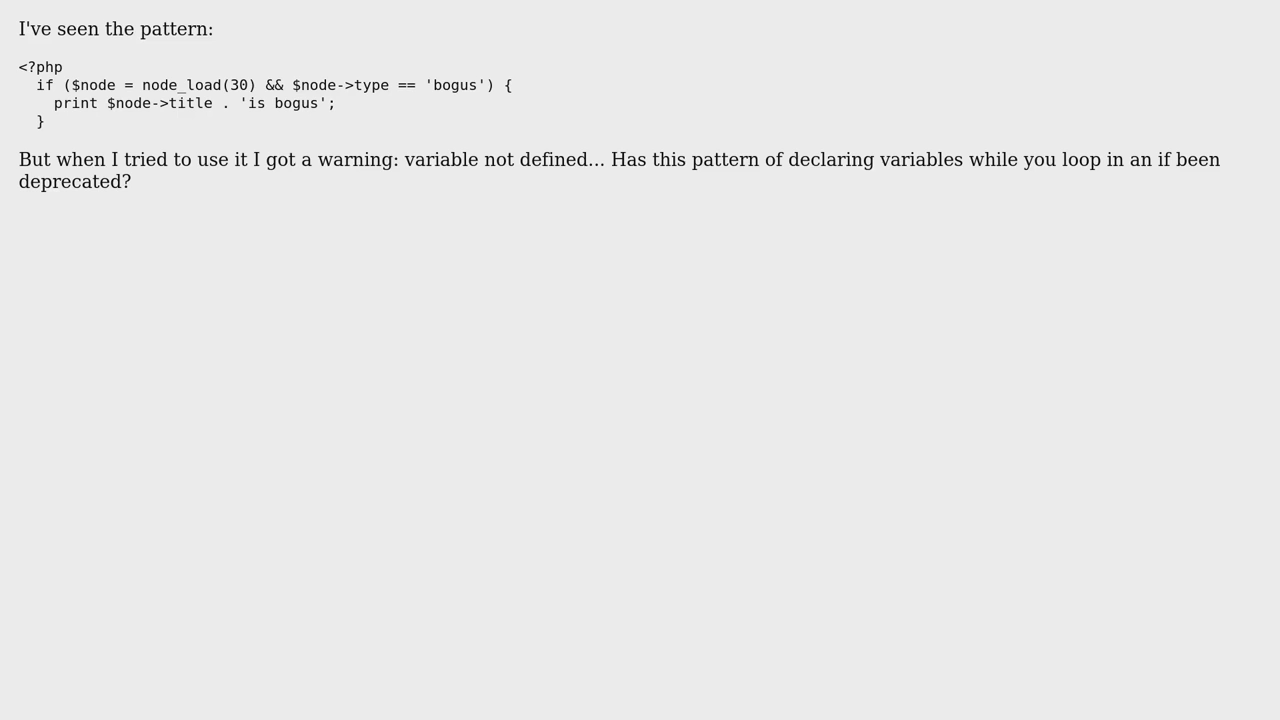 I've seen the pattern:
<?php
  if ($node = node_load(30) && $node->type == 'bogus') {
    print $node->title . 'is bogus';
  }
But when I tried to use it I got a warning: variable not defined... Has this pattern of declaring variables while you loop in an if been
deprecated?